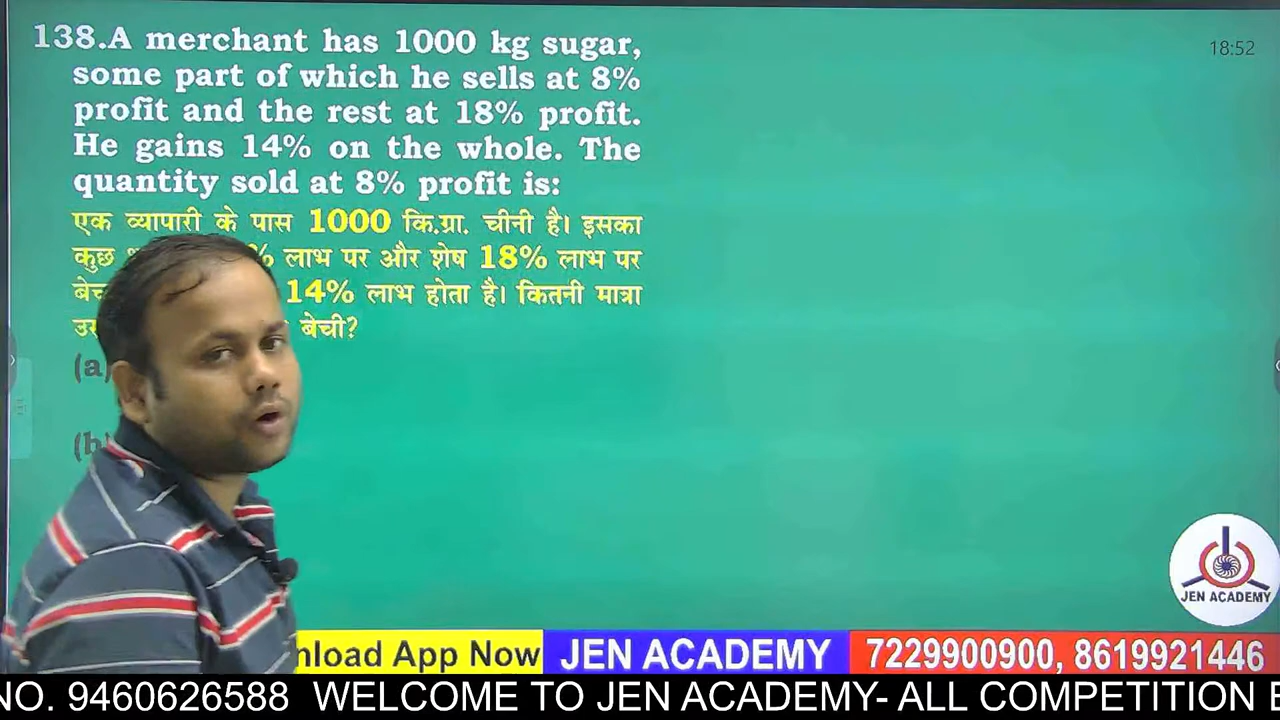 138.A merchant has 1000 kg sugar,
18:52
some part of which he sells at 8%
profit and the rest at 18% profit.
He gains 14% on the whole. The
quantity sold at 8% profit is:
एक व्यापारी के पास 1000 कि.ग्रा. चीनी है। इसका
कुछ % लाभ पर और शेष 18% लाभ पर
14% लाभ होता है। कितनी मात्रा
बेची?
(a)
(b)
JEN ACADEMY
App Now
JEN ACADEMY
7229900900, 8619921446
NO. 9460626588 WELCOME TO JEN ACADEMY- ALL COMPETITION